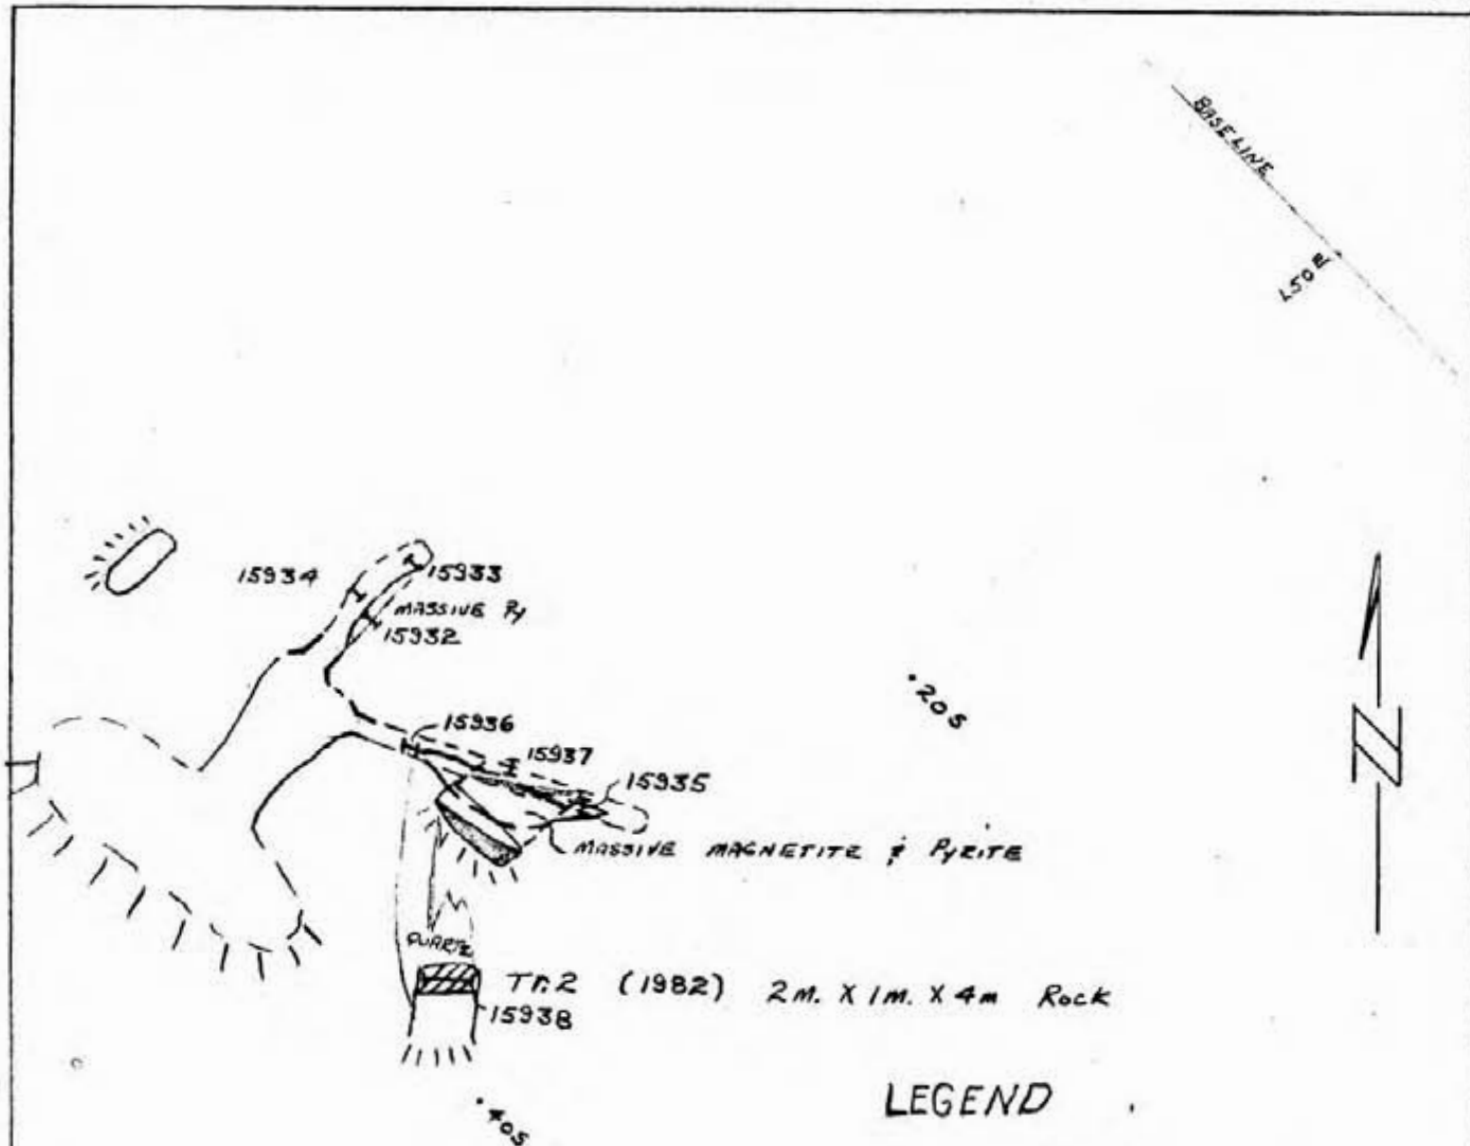 BASELINE
L50E
15934
15933
MASSIVE Py
15932
15936
15937
15935
.20S
MASSIVE MAGNETITE & PYRITE
QUARTZ
Tr.2 (1982) 2m. X 1m. X 4m Rock
15938
LEGEND
.40S
N